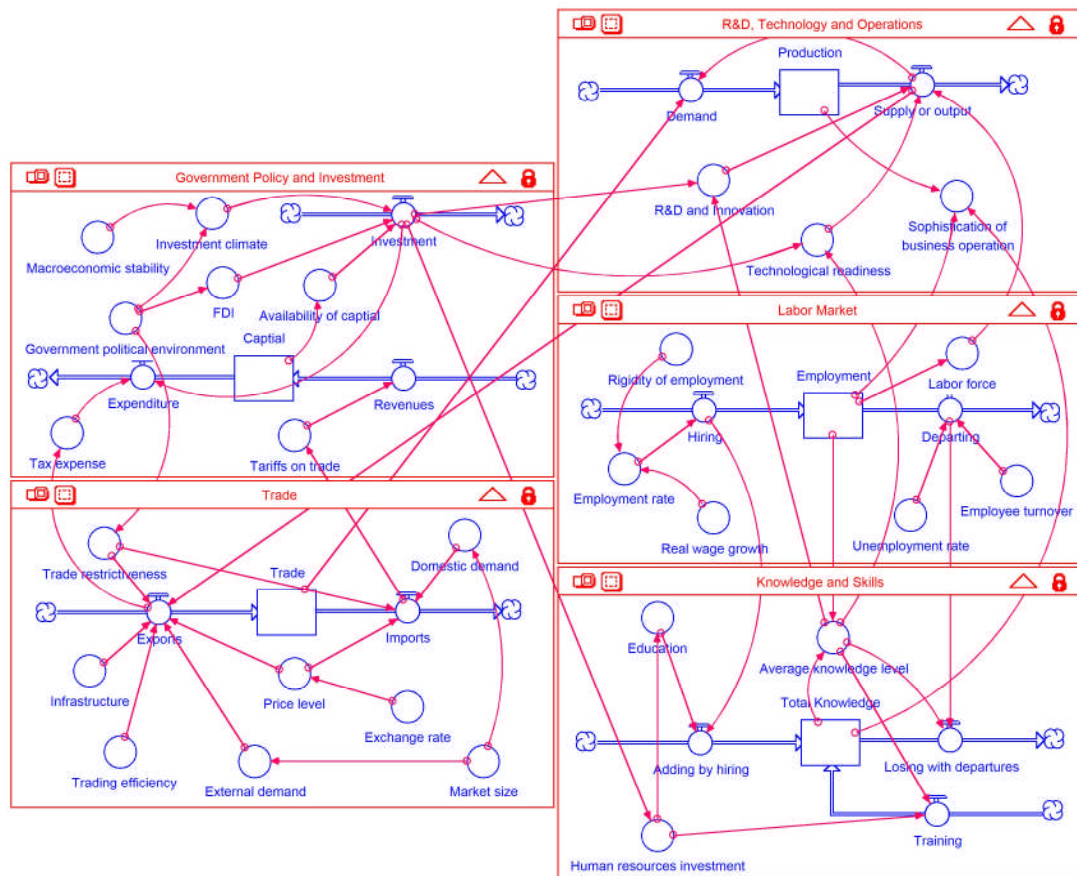 R&D, Technology and Operations
Production
Demand
Supply or output
R&D and Innovation
Sophistication of
business operation
Technological readiness
Government Policy and Investment
Investment
Investment climate
Macroeconomic stability
FDI
Availability of captial
Government political environment
Captial
Expenditure
Revenues
Tax expense
Tariffs on trade
Labor Market
Rigidity of employment
Employment
Labor force
Hiring
Departing
Employment rate
Employee turnover
Real wage growth
Unemployment rate
Trade
Domestic demand
Trade restrictiveness
Trade
Exports
Imports
Infrastructure
Price level
Exchange rate
Trading efficiency
External demand
Market size
Knowledge and Skills
Education
Average knowledge level
Total Knowledge
Adding by hiring
Losing with departures
Training
Human resources investment